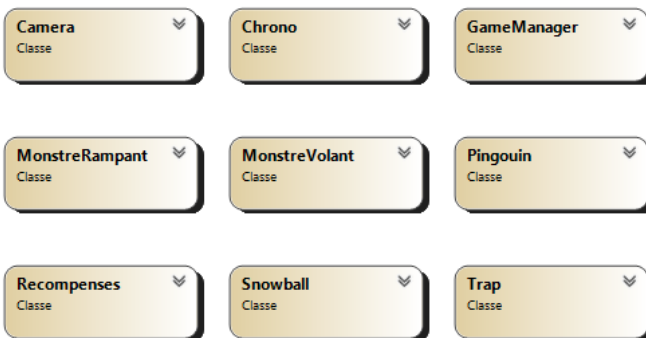 Camera
Classe
Chrono
Classe
GameManager
Classe
MonstreRampant
Classe
MonstreVolant
Classe
Pingouin
Classe
Recompenses
Classe
Snowball
Classe
Trap
Classe